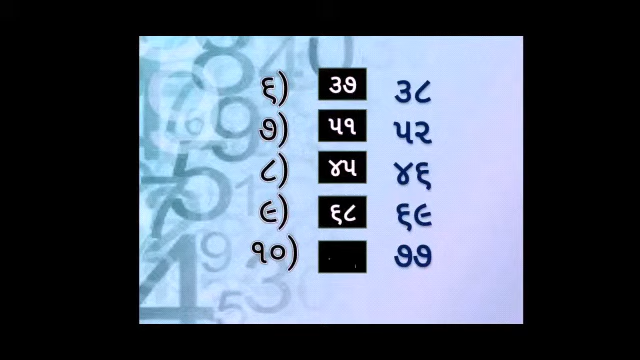 ૬) ૩૭ ૩૮
૭) ૫૧ ૫૨
૮) ૪૫ ૪૬
૯) ૬૮ ૬૯
૧૦) ૭૭